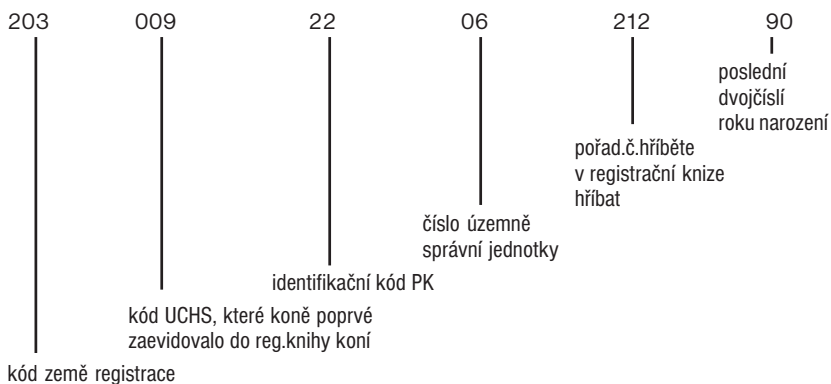 203 009 22 06 212 90
poslední
dvojčíslí
roku narození
pořad.č.hříběte
v registrační knize
hříbat
číslo územně
správní jednotky
identifikační kód PK
kód UCHS, které koně poprvé
zaevidovalo do reg.knihy koní
kód země registrace